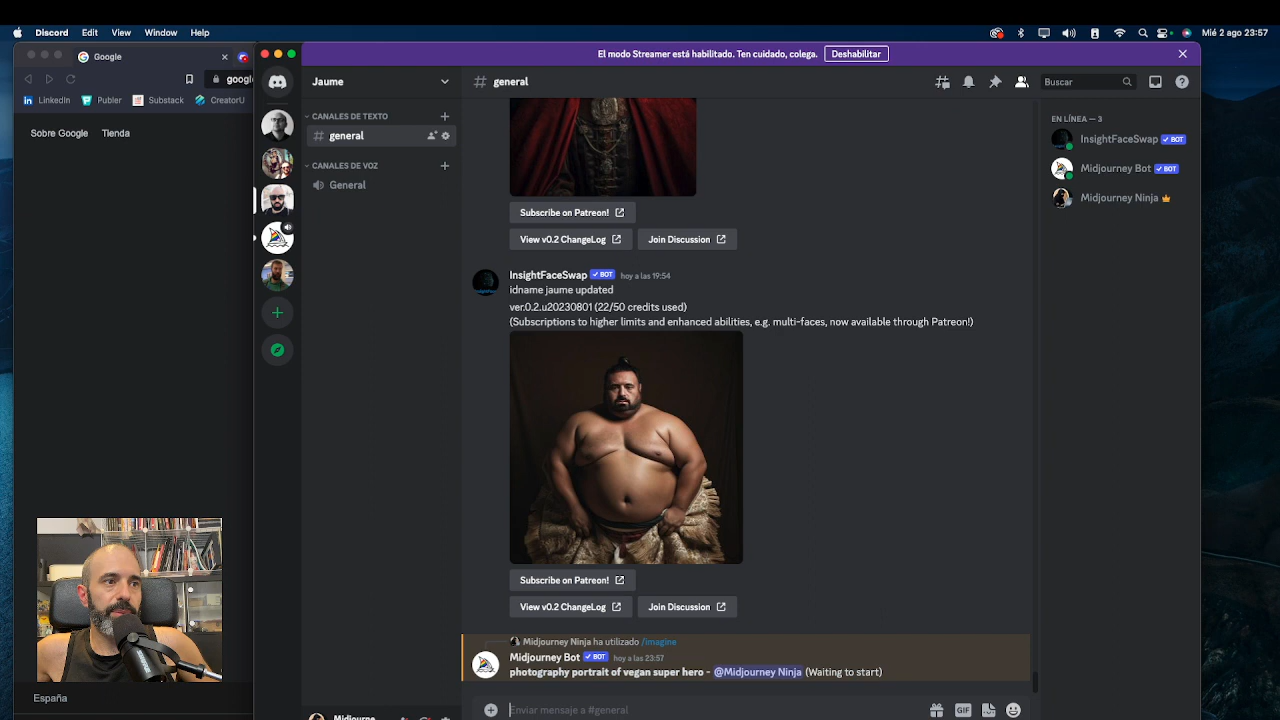 Discord Edit View Window Help
Mié 2 ago 23:57
Google
El modo Streamer está habilitado. Ten cuidado, colega. Deshabilitar
Jaume
general
Buscar
googl
LinkedIn Publer Substack CreatorU
Sobre Google Tienda
CANALES DE TEXTO
general
CANALES DE VOZ
General
EN LÍNEA — 3
InsightFaceSwap BOT
Midjourney Bot BOT
Midjourney Ninja
Subscribe on Patreon!
View v0.2 ChangeLog Join Discussion
InsightFaceSwap BOT hoy a las 19:54
idname jaume updated
ver.0.2.u20230801 (22/50 credits used)
(Subscriptions to higher limits and enhanced abilities, e.g. multi-faces, now available through Patreon!)
Subscribe on Patreon!
View v0.2 ChangeLog Join Discussion
Midjourney Ninja ha utilizado /imagine
Midjourney Bot BOT hoy a las 23:57
photography portrait of vegan super hero - @Midjourney Ninja (Waiting to start)
España
Enviar mensaje a #general
GIF
Midjourne